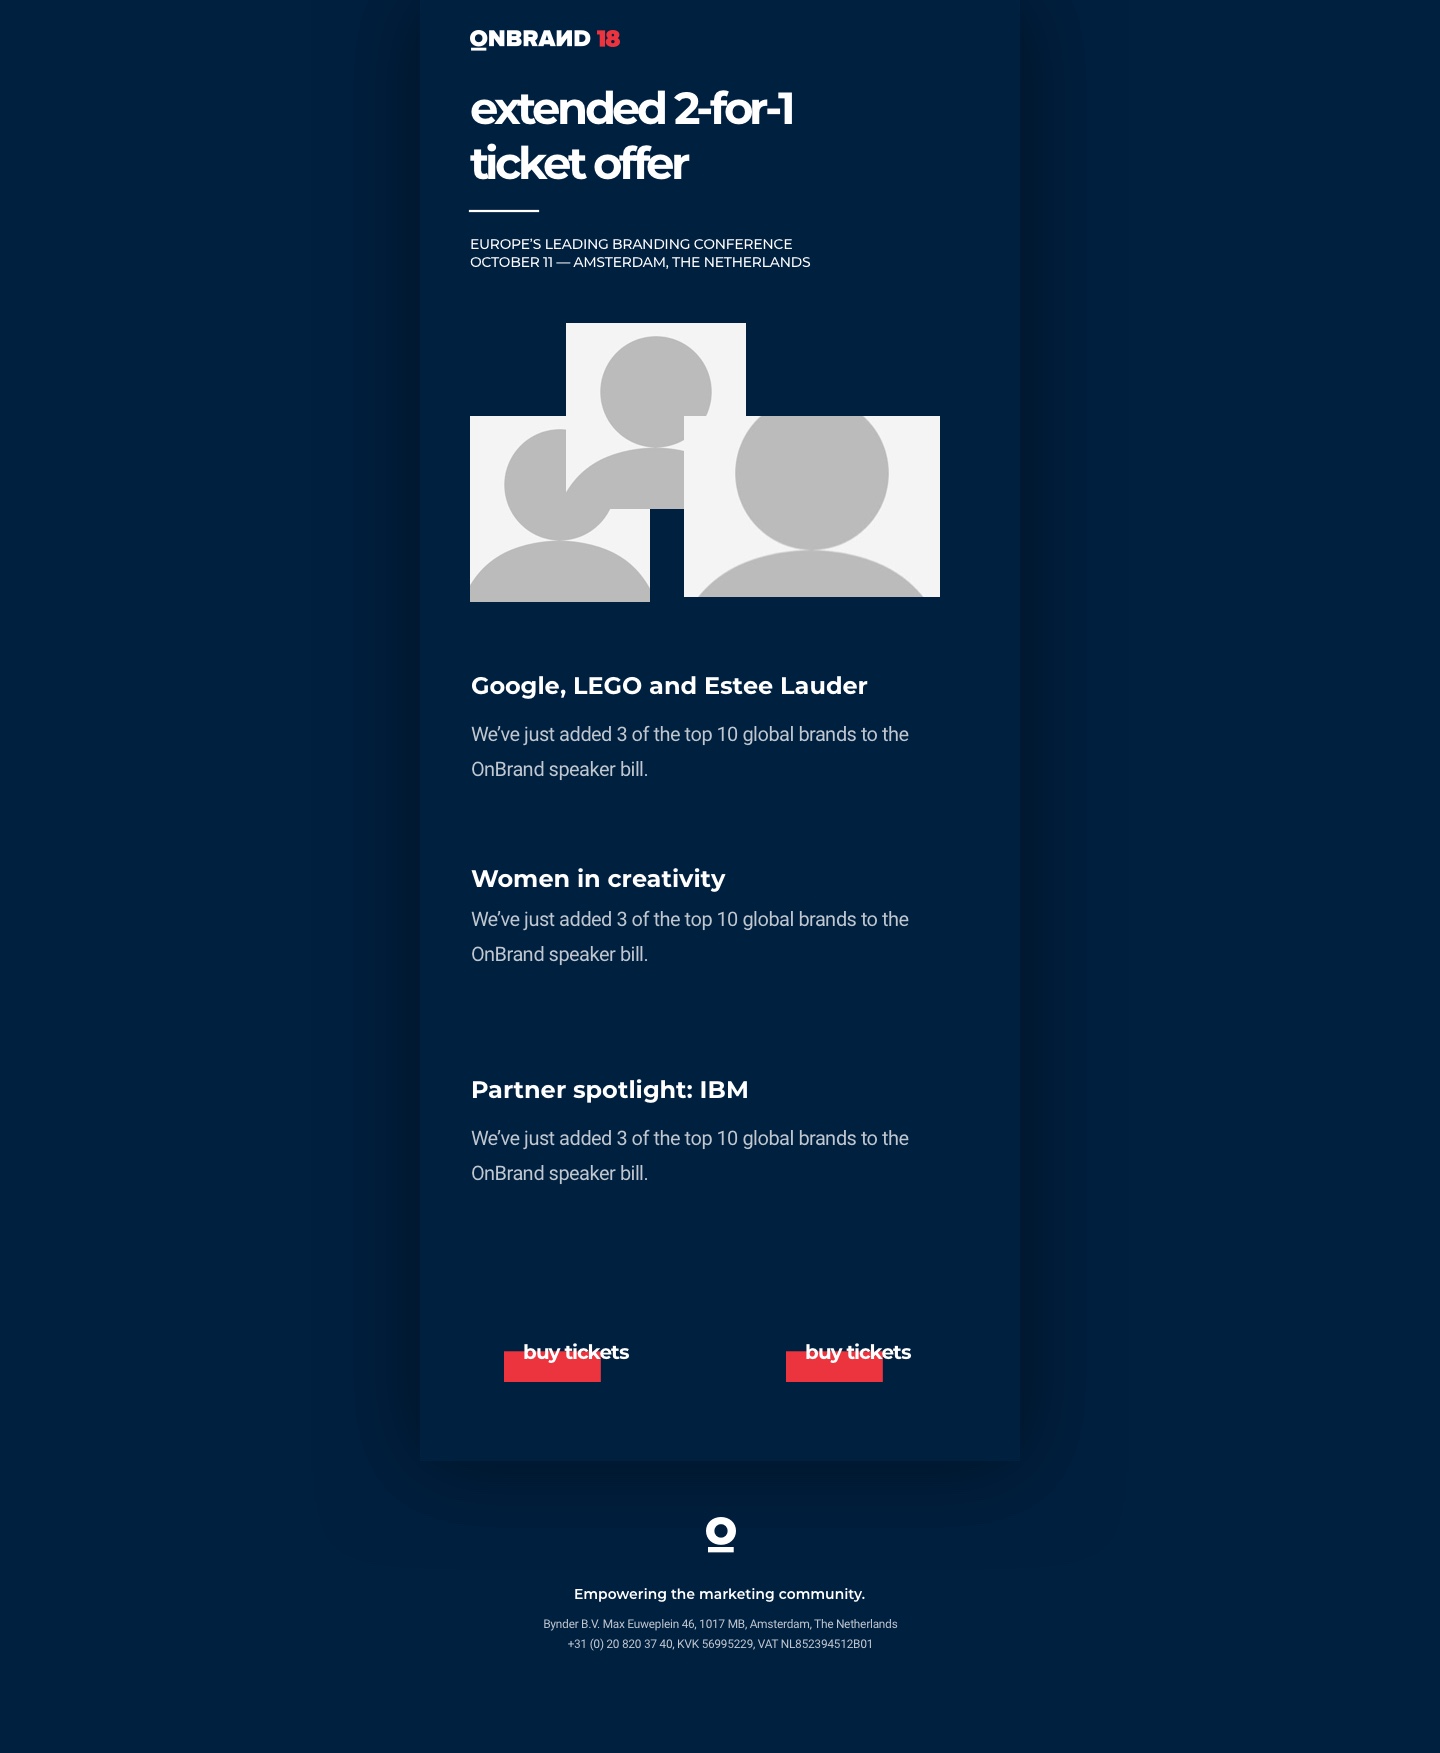 ONBRAND 18
extended 2-for-1
ticket offer
EUROPE’S LEADING BRANDING CONFERENCE
OCTOBER 11 — AMSTERDAM, THE NETHERLANDS
Google, LEGO and Estee Lauder
We’ve just added 3 of the top 10 global brands to the
OnBrand speaker bill.
Women in creativity
We’ve just added 3 of the top 10 global brands to the
OnBrand speaker bill.
Partner spotlight: IBM
We’ve just added 3 of the top 10 global brands to the
OnBrand speaker bill.
buy tickets
buy tickets
O
Empowering the marketing community.
Bynder B.V. Max Euweplein 46, 1017 MB, Amsterdam, The Netherlands
+31 (0) 20 820 37 40, KVK 56995229, VAT NL852394512B01